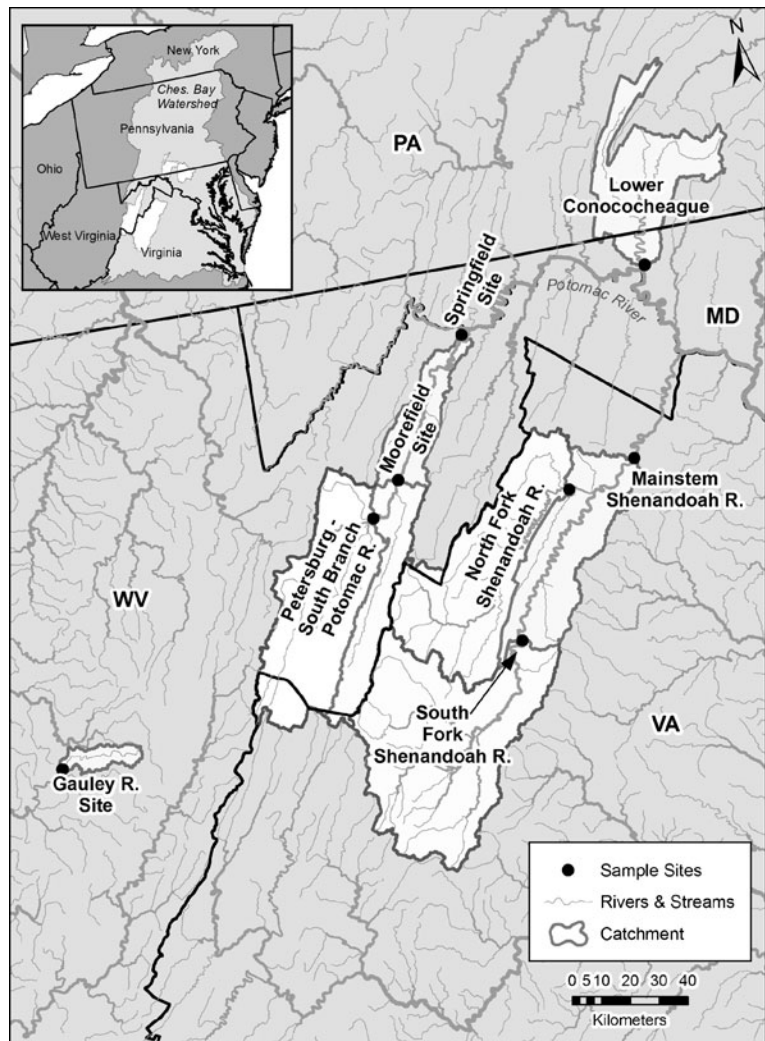 New York
Ches. Bay
Watershed
Pennsylvania
Ohio
West Virginia
Virginia
N
PA
Lower
Conococheague
Springfield
Site
Potomac River
MD
Moorefield
Site
Mainstem
Shenandoah R.
North Fork
Shenandoah R.
Petersburg -
South Branch
Potomac R.
WV
South
Fork
Shenandoah R.
VA
Gauley R.
Site
Sample Sites
Rivers & Streams
Catchment
0 5 10 20 30 40
Kilometers